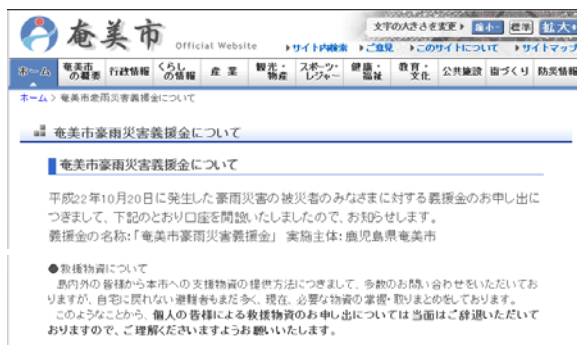 奄美市 Official Website
文字の大きさを変更 縮小- 標準 拡大+
サイト内検索 ご意見 このサイトについて サイトマップ
ホーム 奄美市の概要 行政情報 くらしの情報 産業 観光・物産 スポーツ・レジャー 健康・福祉 教育・文化 公共施設 街づくり 防災情報
ホーム > 奄美市豪雨災害義援金について
奄美市豪雨災害義援金について
奄美市豪雨災害義援金について
平成22年10月20日に発生した豪雨災害の被災者のみなさまに対する義援金のお申し出に
つきまして、下記のとおり口座を開設いたしましたので、お知らせします。
義援金の名称:「奄美市豪雨災害義援金」 実施主体:鹿児島県奄美市
●救援物資について
島内外の皆様から本市への支援物資の提供方法につきまして、多数のお問い合わせをいただいてお
りますが、自宅に戻れない避難者もまだ多く、現在、必要な物資の掌握・取りまとめをしております。
このようなことから、個人の皆様による救援物資のお申し出については当面はご辞退いただいて
おりますので、ご理解くださいますようお願いいたします。